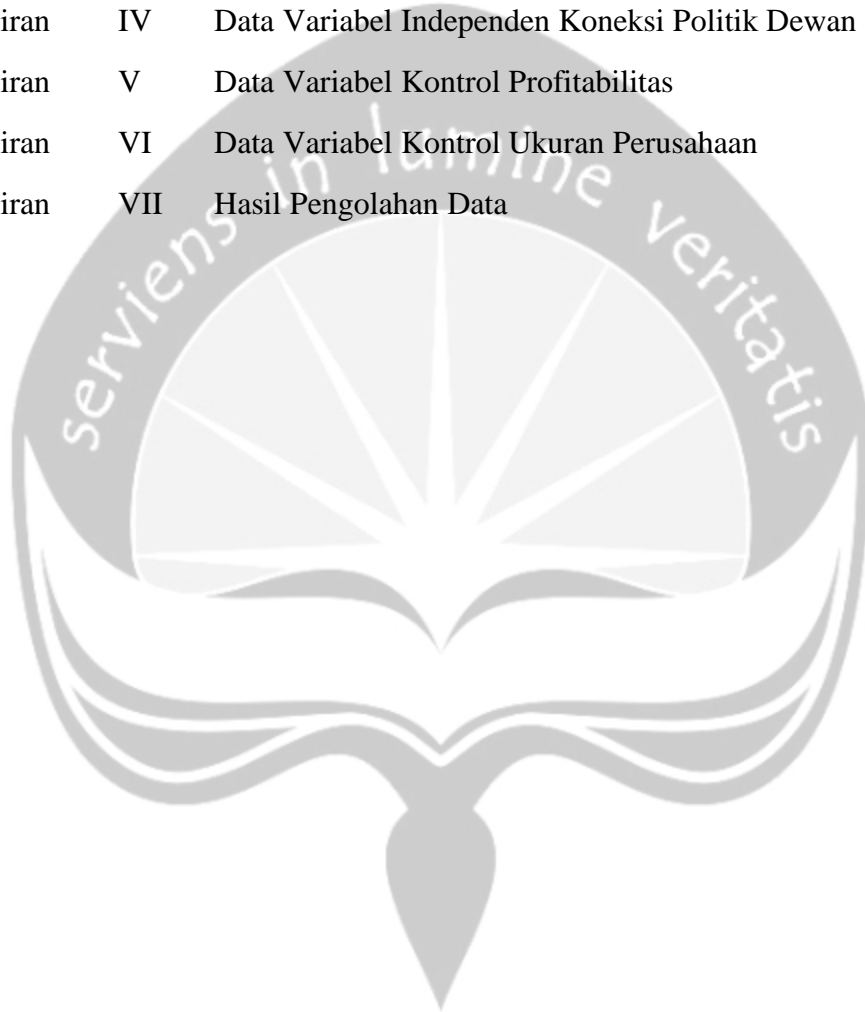 iran IV Data Variabel Independen Koneksi Politik Dewan
iran V Data Variabel Kontrol Profitabilitas
iran VI Data Variabel Kontrol Ukuran Perusahaan
iran VII Hasil Pengolahan Data
serviens in lumine veritatis